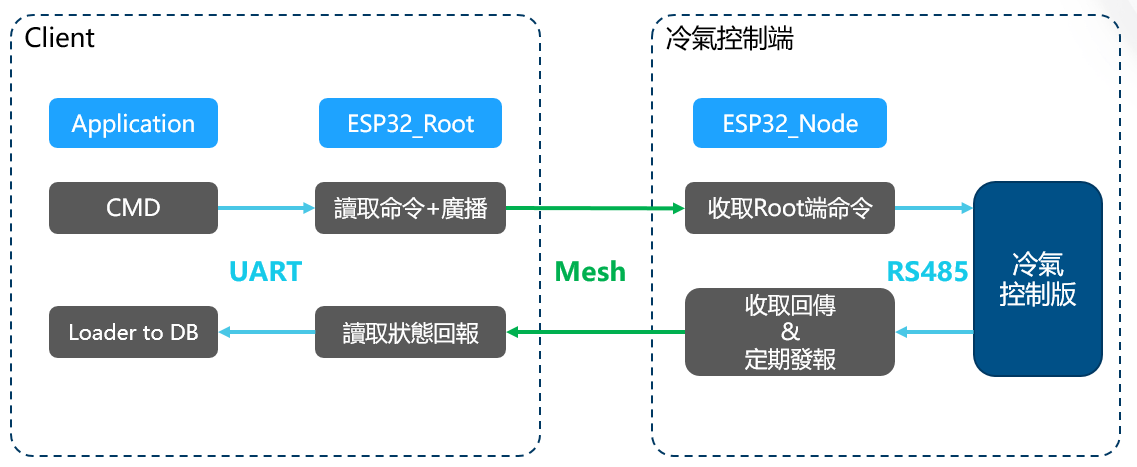 Client
冷氣控制端
Application
ESP32_Root
ESP32_Node
CMD
讀取命令+廣播
收取Root端命令
UART
Mesh
RS485
冷氣
控制版
Loader to DB
讀取狀態回報
收取回傳
&
定期發報